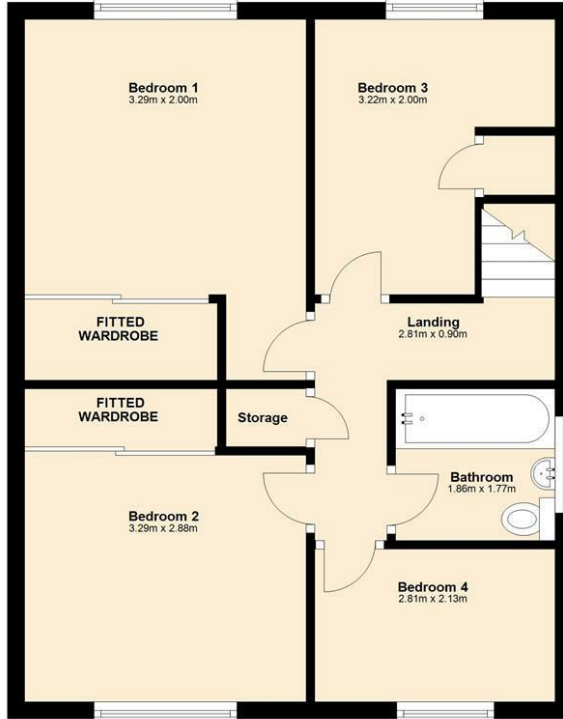 Bedroom 1
3.29m x 2.00m
Bedroom 3
3.22m x 2.00m
FITTED
WARDROBE
Landing
2.81m x 0.90m
FITTED
WARDROBE
Storage
Bathroom
1.86m x 1.77m
Bedroom 2
3.29m x 2.88m
Bedroom 4
2.81m x 2.13m